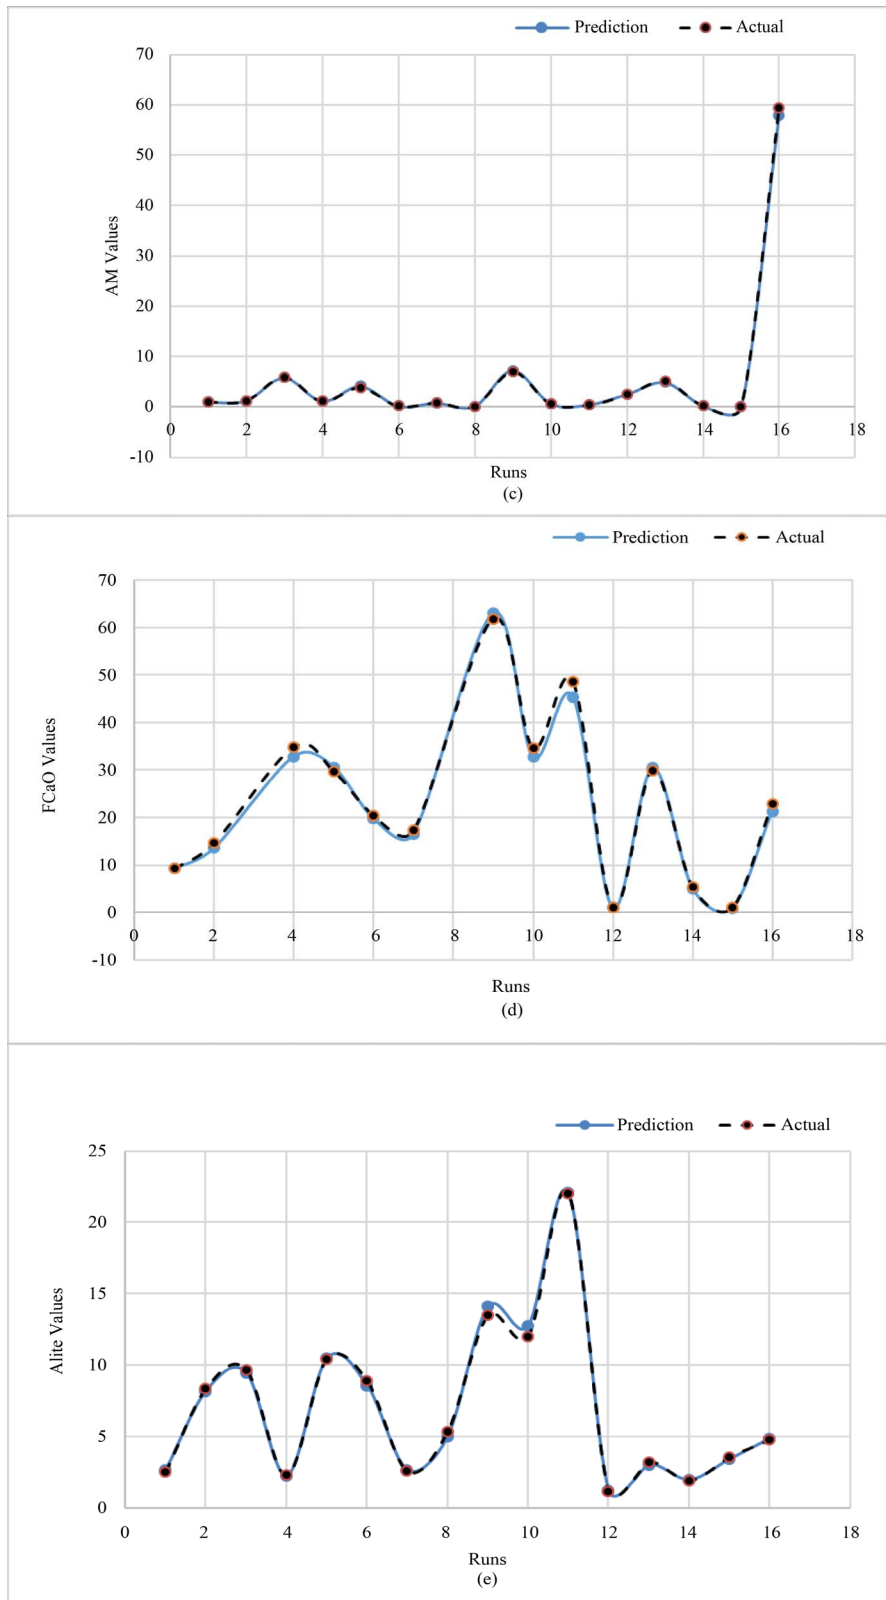 Prediction Actual
70
60
50
40
30
20
10
0
-10
AM Values
0 2 4 6 8 10 12 14 16 18
Runs
(c)
Prediction Actual
70
60
50
40
30
20
10
0
-10
FCaO Values
0 2 4 6 8 10 12 14 16 18
Runs
(d)
Prediction Actual
25
20
15
10
5
0
Alite Values
0 2 4 6 8 10 12 14 16 18
Runs
(e)